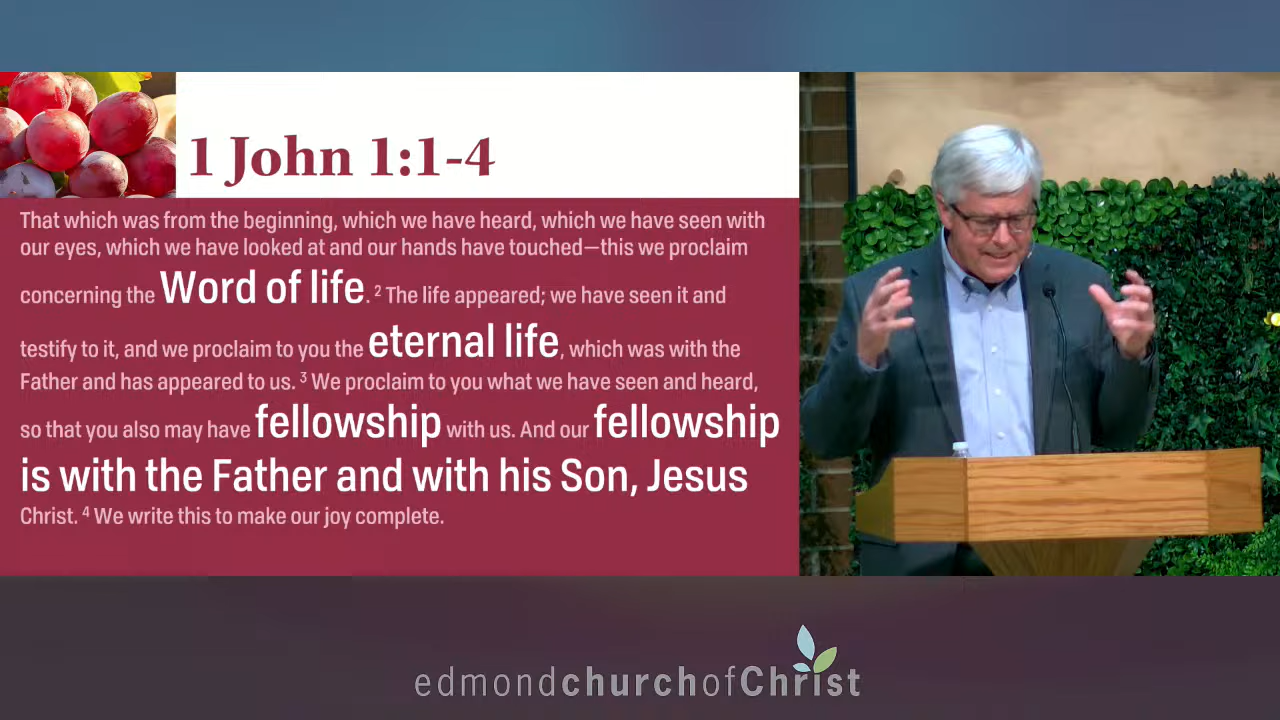 1 John 1:1-4
That which was from the beginning, which we have heard, which we have seen with
our eyes, which we have looked at and our hands have touched—this we proclaim
concerning the Word of life. 2 The life appeared; we have seen it and
testify to it, and we proclaim to you the eternal life, which was with the
Father and has appeared to us. 3 We proclaim to you what we have seen and heard,
so that you also may have fellowship with us. And our fellowship
is with the Father and with his Son, Jesus
Christ. 4 We write this to make our joy complete.
edmondchurchofChrist